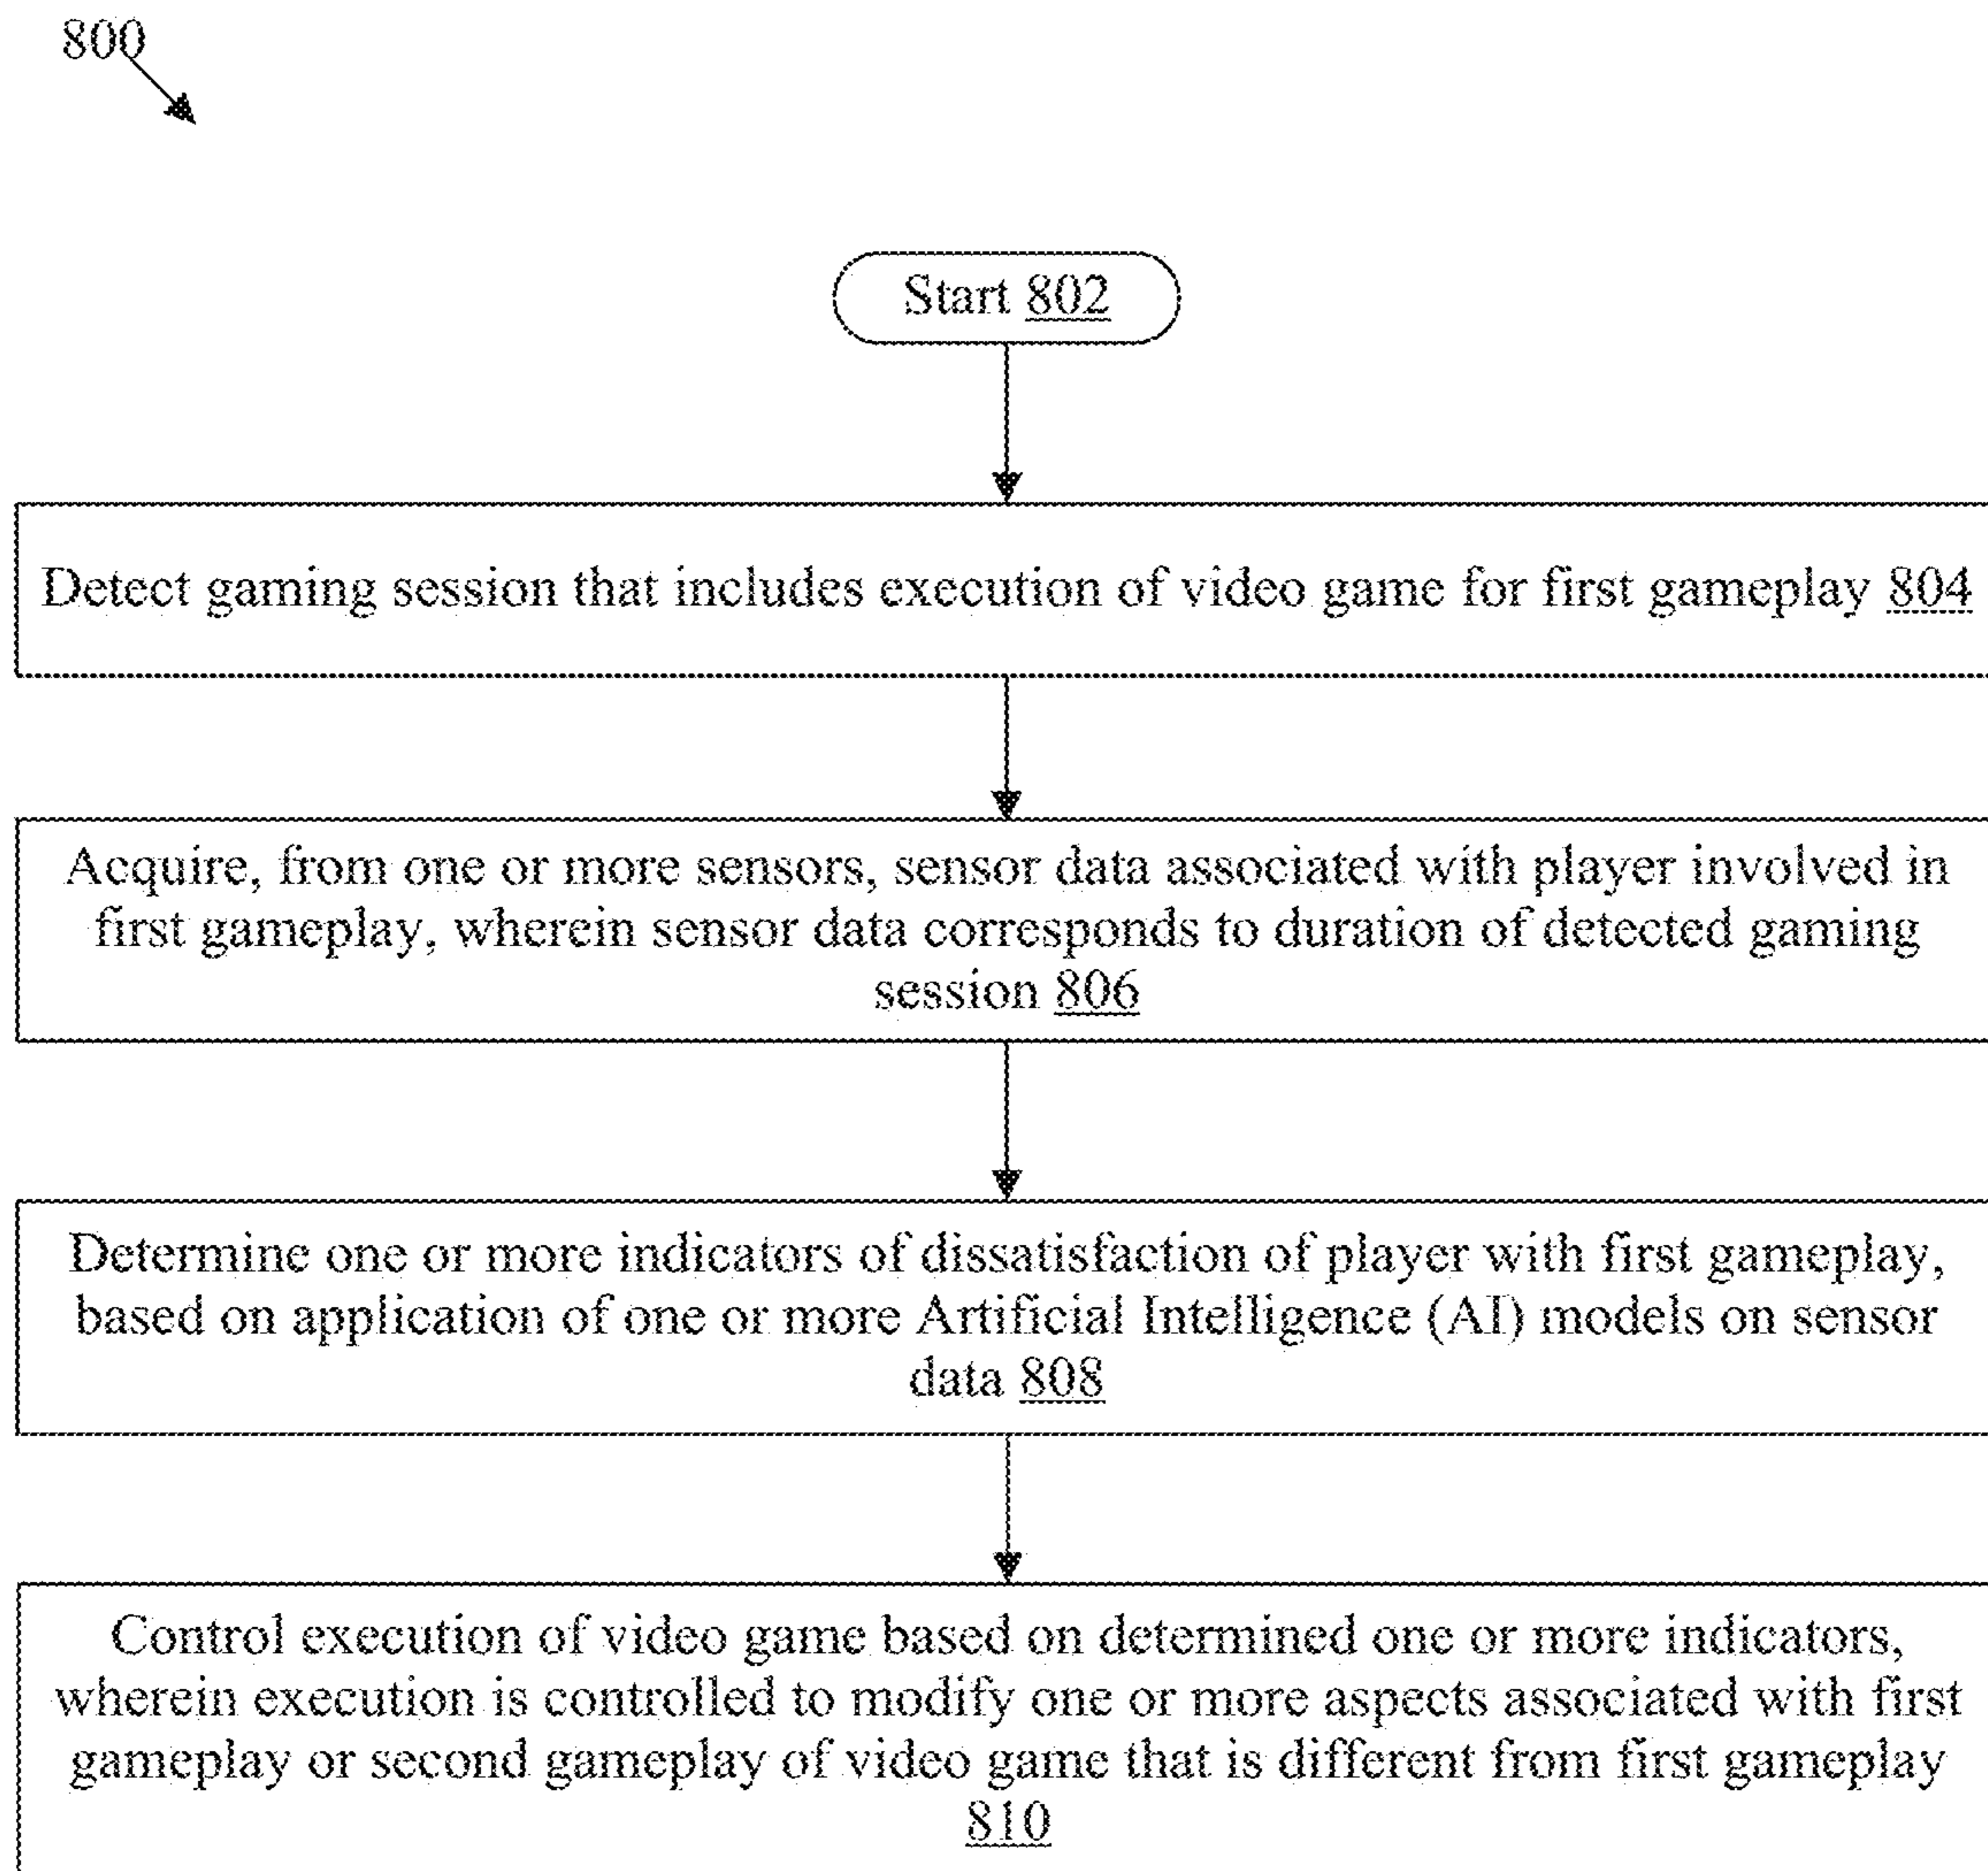 800
Start 802
Detect gaming session that includes execution of video game for first gameplay 804
Acquire, from one or more sensors, sensor data associated with player involved in
first gameplay, wherein sensor data corresponds to duration of detected gaming
session 806
Determine one or more indicators of dissatisfaction of player with first gameplay,
based on application of one or more Artificial Intelligence (AI) models on sensor
data 808
Control execution of video game based on determined one or more indicators,
wherein execution is controlled to modify one or more aspects associated with first
gameplay or second gameplay of video game that is different from first gameplay
810